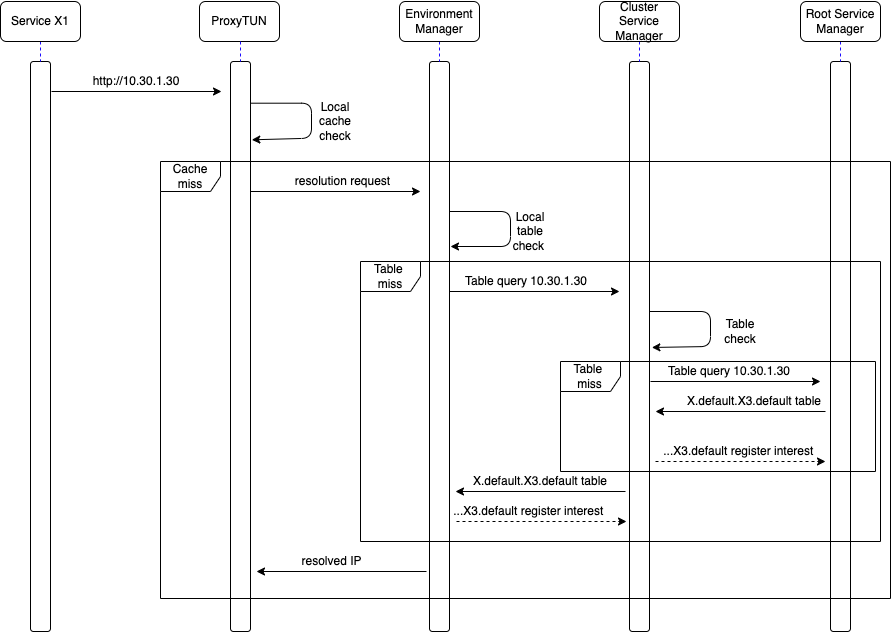 Service X1
ProxyTUN
Environment
Manager
Cluster
Service
Manager
Root Service
Manager
http://10.30.1.30
Local
cache
check
Cache
miss
resolution request
Local
table
check
Table
miss
Table query 10.30.1.30
Table
check
Table
miss
Table query 10.30.1.30
X.default.X3.default table
...X3.default register interest
X.default.X3.default table
...X3.default register interest
resolved IP